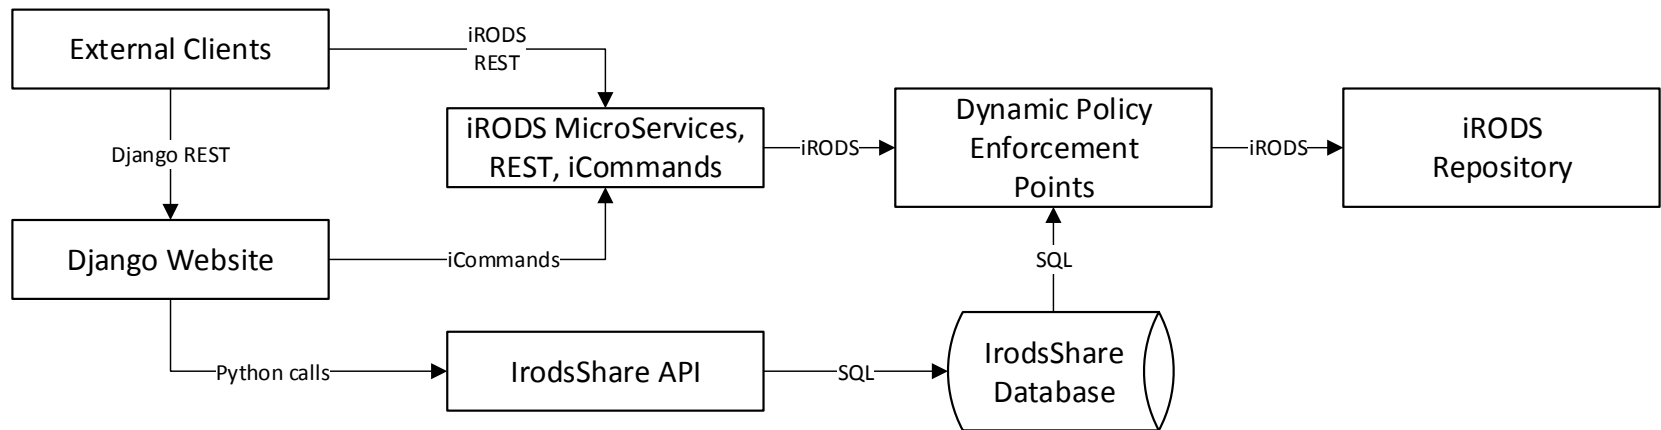 External Clients
iRODS
REST
Django REST
iRODS MicroServices,
REST, iCommands
iRODS
Dynamic Policy
Enforcement
Points
iRODS
iRODS
Repository
Django Website
iCommands
SQL
Python calls
IrodsShare API
SQL
IrodsShare
Database